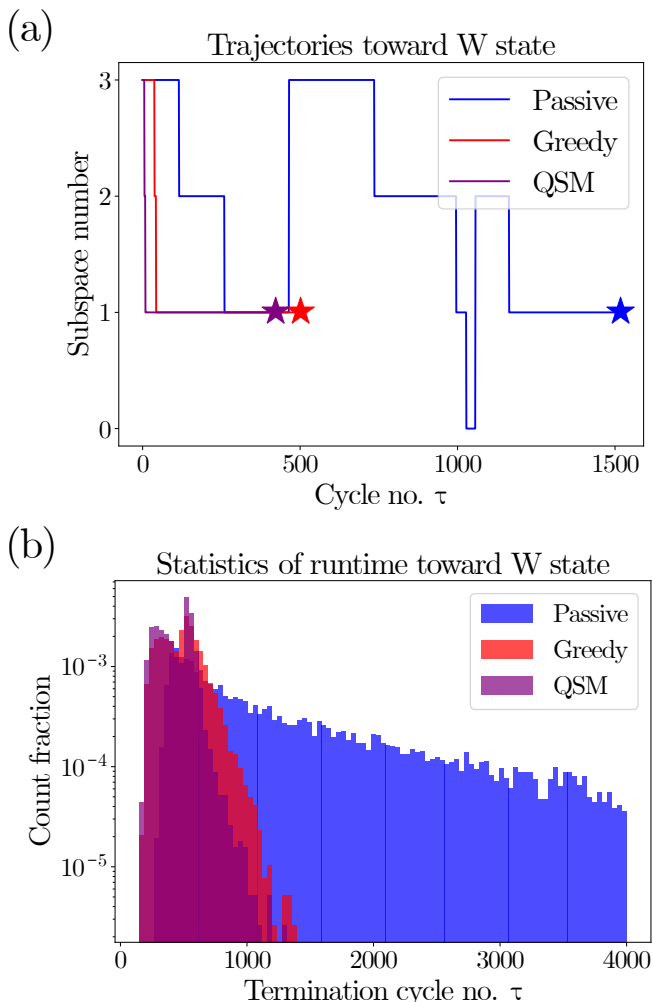 (a)
Trajectories toward W state
3
2
1
0
Subspace number
Passive
Greedy
QSM
0
500
1000
1500
Cycle no. τ
(b)
Statistics of runtime toward W state
10⁻³
10⁻⁴
10⁻⁵
Count fraction
Passive
Greedy
QSM
0
1000
2000
3000
4000
Termination cycle no. τ